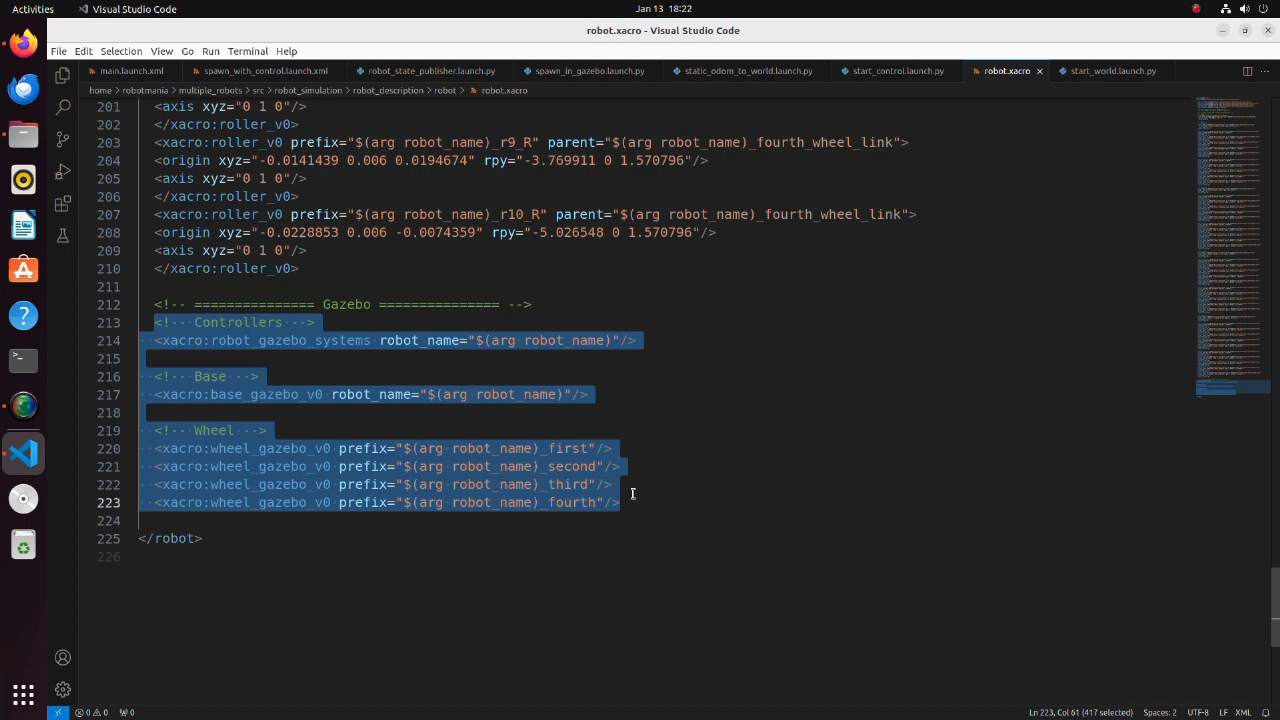 Activities
Visual Studio Code
Jan 13 18:22
robot.xacro - Visual Studio Code
File Edit Selection View Go Run Terminal Help
main.launch.xml
spawn_with_control.launch.xml
robot_state_publisher.launch.py
spawn_in_gazebo.launch.py
static_odom_to_world.launch.py
start_control.launch.py
robot.xacro
start_world.launch.py
home > robotmania > multiple_robots > src > robot_simulation > robot_description > robot > robot.xacro
201 <axis xyz="0 1 0"/>
202 </xacro:roller_v0>
203 <xacro:roller_v0 prefix="$(arg robot_name) parent="$(arg robot_name)_fourth_wheel_link">
204 <origin xyz="-0.0141439 0.006 0.0194674" rpy="-3.769911 0 1.570796"/>
205 <axis xyz="0 1 0"/>
206 </xacro:roller_v0>
207 <xacro:roller_v0 prefix="$(arg robot_name)_r10_R" parent="$(arg robot_name)_fourth_wheel_link">
208 <origin xyz="-0.0228853 0.006 -0.0074359" 0 1.570796"/>
209 <axis xyz="0 1 0"/>
210 </xacro:roller_v0>
211
212 <!-- =============== Gazebo =============== -->
213 <!-- Controllers -->
214 <xacro:robot_gazebo_systems robot_name="$(arg robot_name)"/>
215
216 <!-- Base -->
217 <xacro:base_gazebo_v0 robot_name="$(arg robot_name)"/>
218
219 <!-- Wheel -->
220 <xacro:wheel_gazebo_v0 prefix="$(arg robot_name)_first"/>
221 <xacro:wheel_gazebo_v0 prefix="$(arg robot_name)_second"/>
222 <xacro:wheel_gazebo_v0 prefix="$(arg robot_name)_third"/>
223 <xacro:wheel_gazebo_v0 prefix="$(arg robot_name)_fourth"/>
224
225 </robot>
226
0 0 0 Ln 223, Col 61 (417 selected) Spaces: 2 UTF-8 LF XML